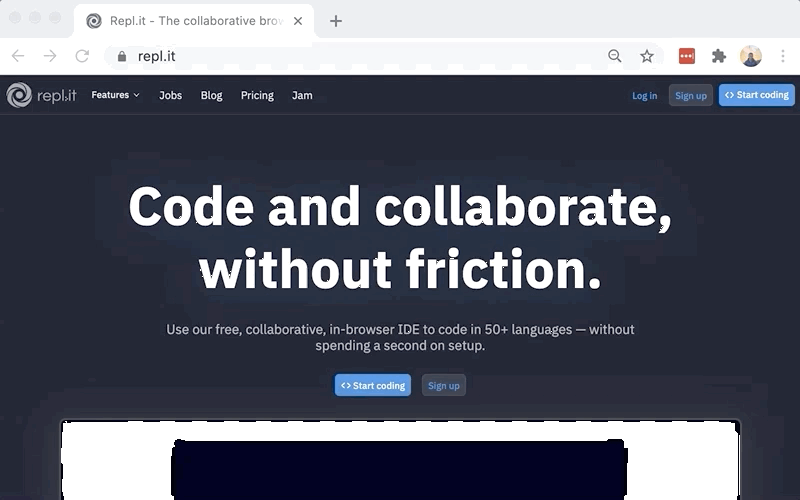 Repl.it - The collaborative brow
repl.it
repl.it Features Jobs Blog Pricing Jam Log in Sign up <> Start coding
Code and collaborate,
without friction.
Use our free, collaborative, in-browser IDE to code in 50+ languages — without
spending a second on setup.
<> Start coding Sign up